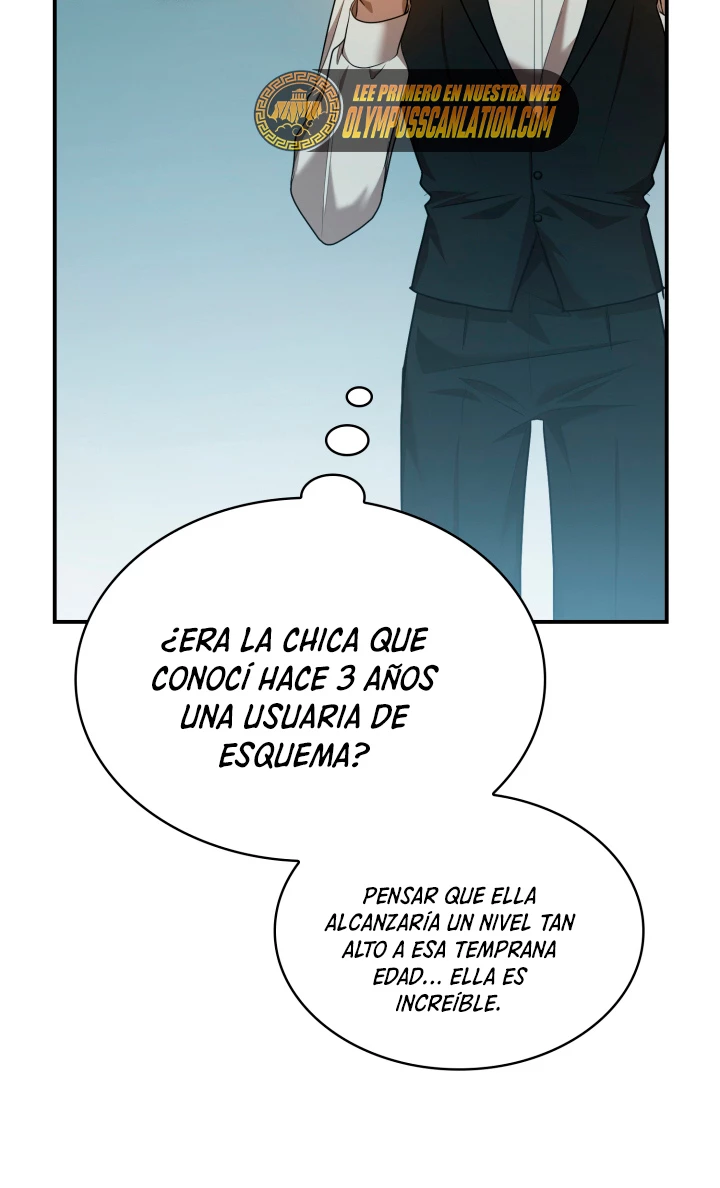 LEE PRIMERO EN NUESTRA WEB
OLYMPUSSCANLATION.COM
¿ERA LA CHICA QUE
CONOCÍ HACE 3 AÑOS
UNA USUARIA DE
ESQUEMA?
PENSAR QUE ELLA
ALCANZARÍA UN NIVEL TAN
ALTO A ESA TEMPRANA
EDAD... ELLA ES
INCREÍBLE.